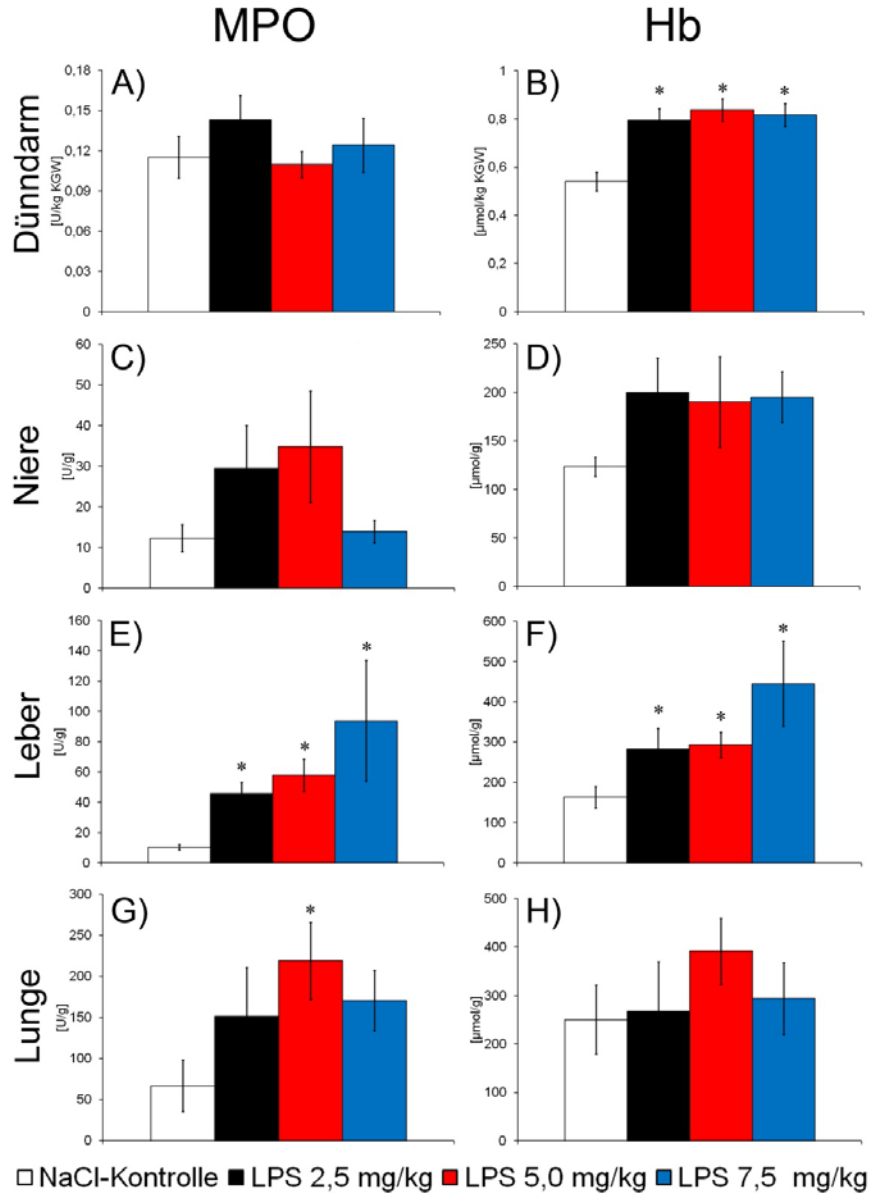 MPO Hb
Dünndarm
A)
[U/kg KGW]
0,18
0,15
0,12
0,09
0,06
0,03
0
B)
[µmol/kg KGW]
1
0,8
0,6
0,4
0,2
0
* * *
Niere
C)
[U/g]
60
50
40
30
20
10
0
D)
[µmol/g]
250
200
150
100
50
0
Leber
E)
[U/g]
160
140
120
100
80
60
40
20
0
* * *
F)
[µmol/g]
600
500
400
300
200
100
0
* * *
Lunge
G)
[U/g]
300
250
200
150
100
50
0
*
H)
[µmol/g]
500
400
300
200
100
0
NaCl-Kontrolle LPS 2,5 mg/kg LPS 5,0 mg/kg LPS 7,5 mg/kg